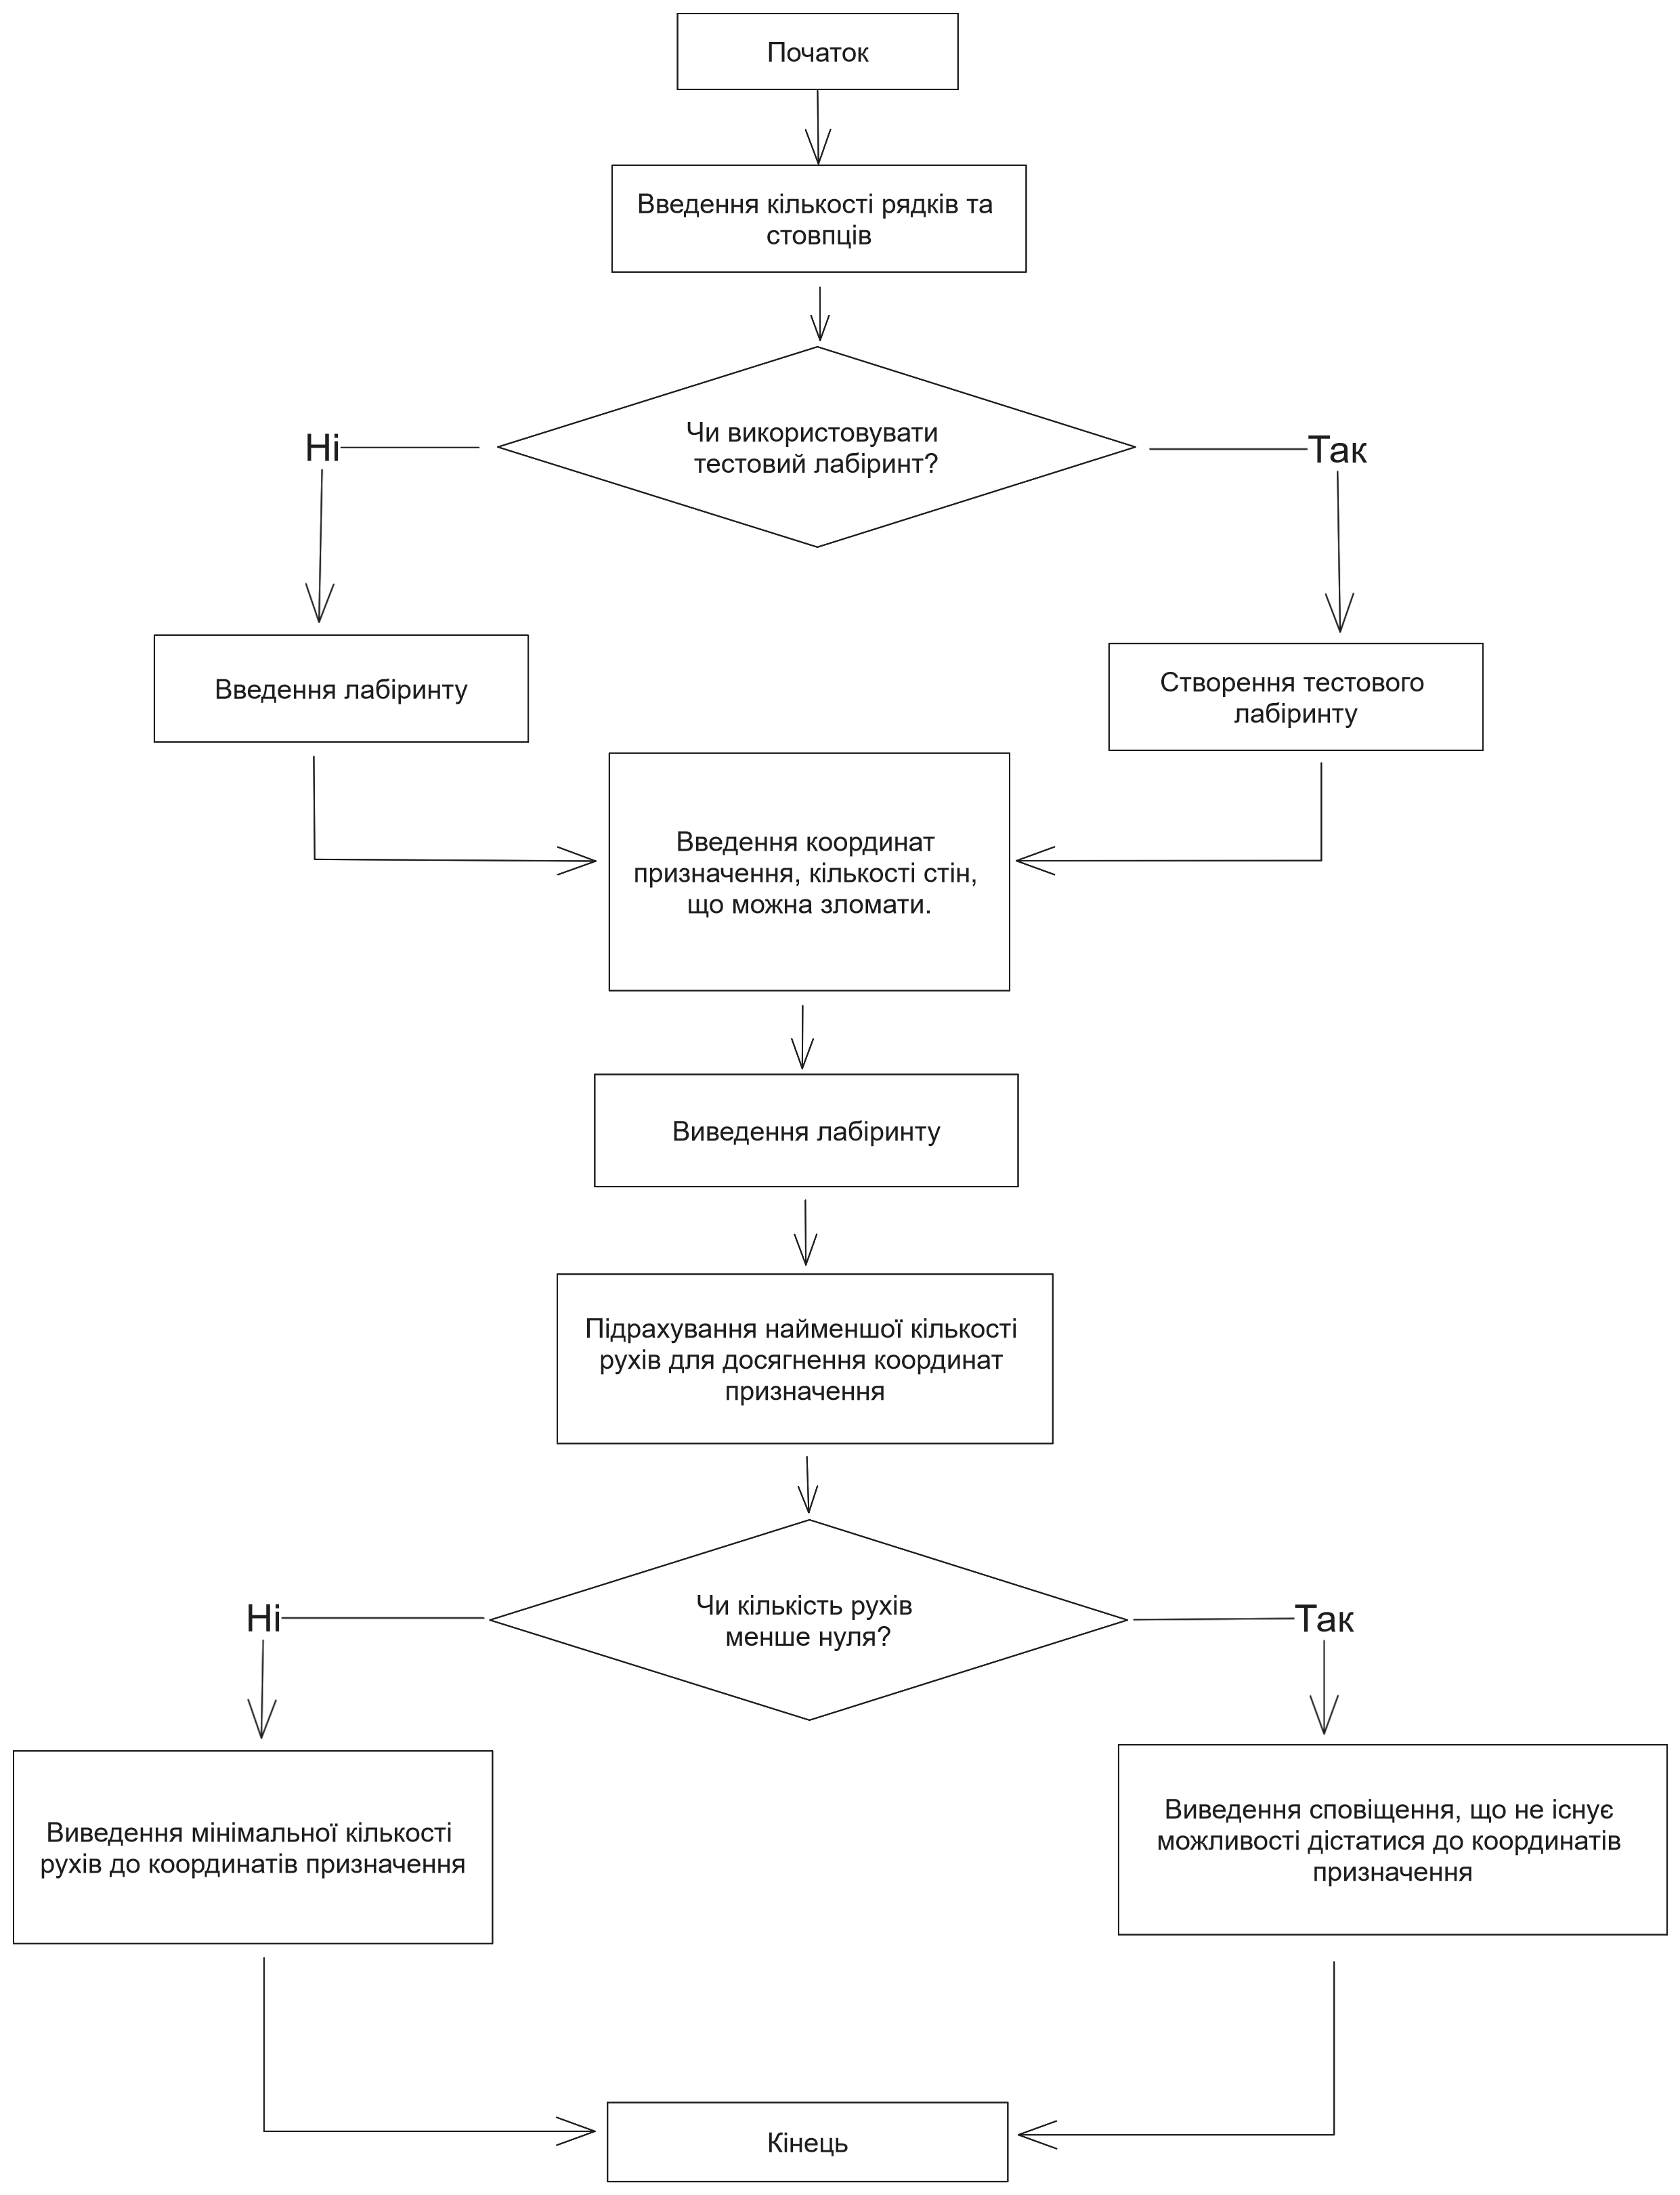 Початок
Введення кількості рядків та
стовпців
Чи використовувати
тестовий лабіринт?
Ні
Так
Введення лабіринту
Створення тестового
лабіринту
Введення координат
призначення, кількості стін,
що можна зломати.
Виведення лабіринту
Підрахування найменшої кількості
рухів для досягнення координат
призначення
Чи кількість рухів
менше нуля?
Ні
Так
Виведення мінімальної кількості
рухів до координатів призначення
Виведення сповіщення, що не існує
можливості дістатися до координатів
призначення
Кінець